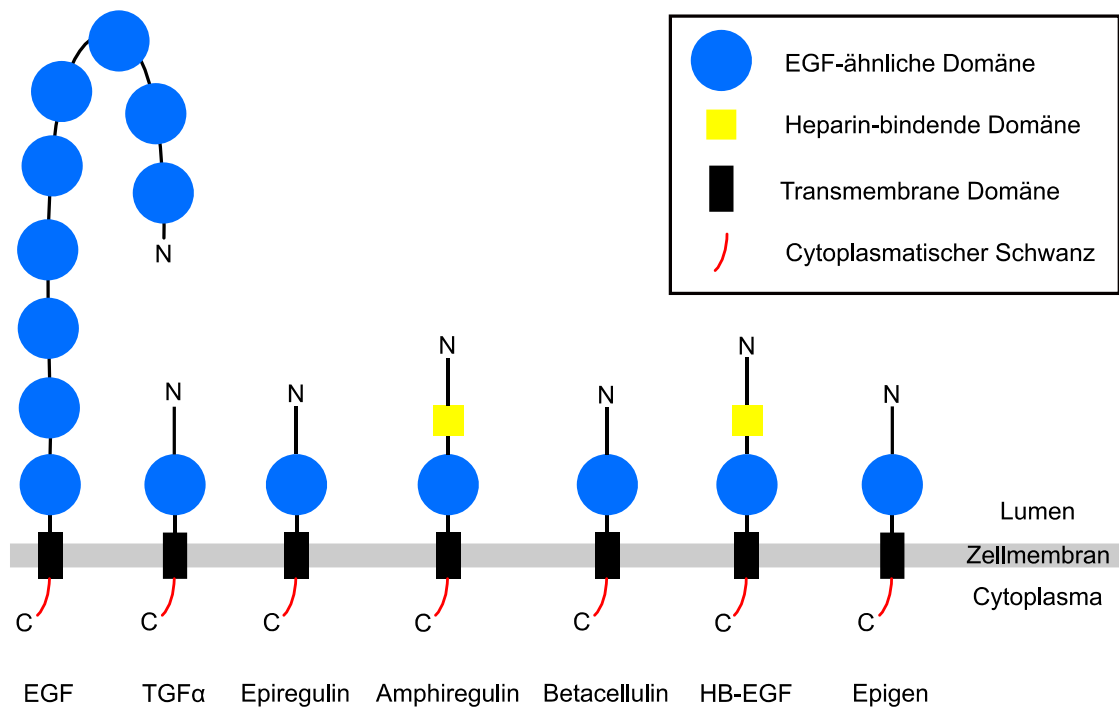 EGF-ähnliche Domäne
Heparin-bindende Domäne
Transmembrane Domäne
Cytoplasmatischer Schwanz
N
N
N
N
N
N
N
Lumen
Zellmembran
Cytoplasma
C
C
C
C
C
C
C
EGF
TGFα
Epiregulin
Amphiregulin
Betacellulin
HB-EGF
Epigen